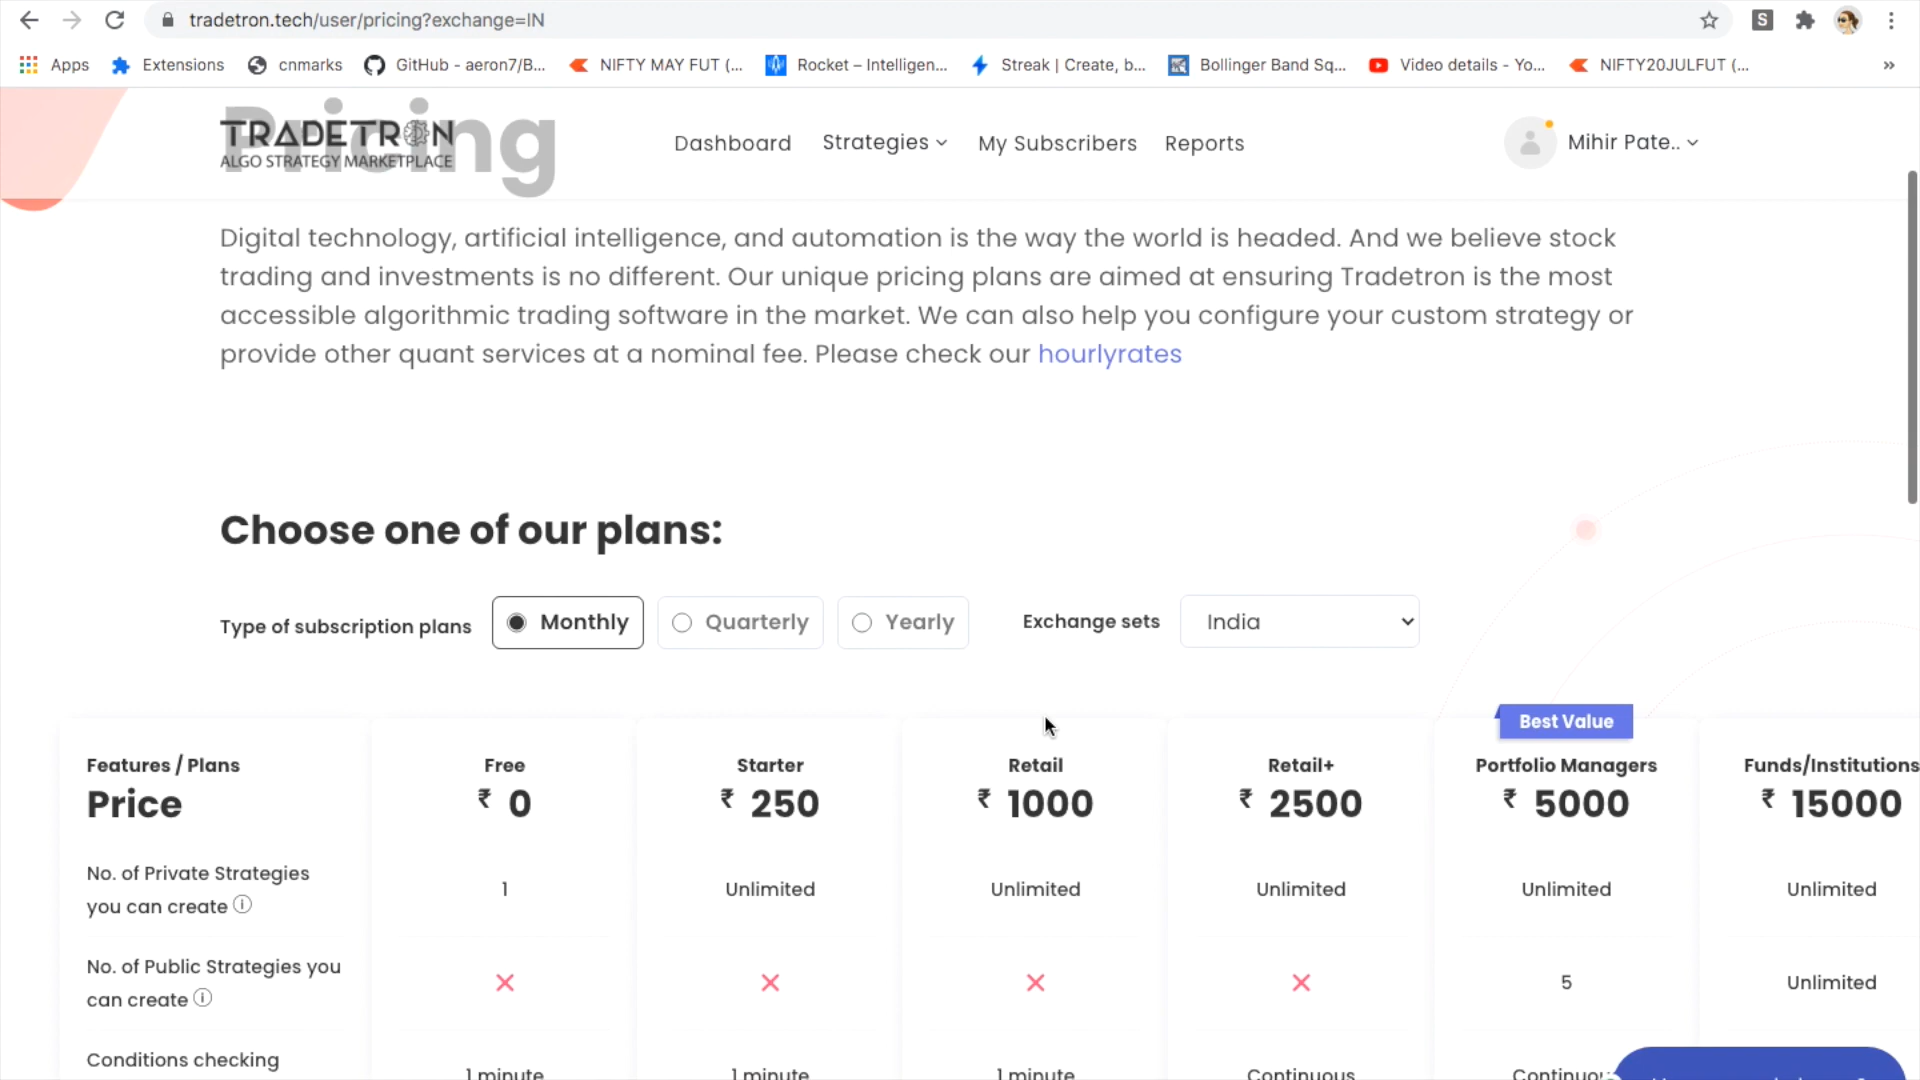 tradetron.tech/user/pricing?exchange=IN
S
Apps Extensions cnmarks GitHub - aeron7/B... NIFTY MAY FUT (... Rocket – Intelligen... Streak | Create, b... Bollinger Band Sq... Video details - Yo... NIFTY20JULFUT (... »
Pricing
TRADETRON
ALGO STRATEGY MARKETPLACE
Dashboard Strategies My Subscribers Reports Mihir Pate..
Digital technology, artificial intelligence, and automation is the way the world is headed. And we believe stock
trading and investments is no different. Our unique pricing plans are aimed at ensuring Tradetron is the most
accessible algorithmic trading software in the market. We can also help you configure your custom strategy or
provide other quant services at a nominal fee. Please check our hourlyrates
Choose one of our plans:
Type of subscription plans Monthly Quarterly Yearly Exchange sets India
Best Value
Features / Plans Free Starter Retail Retail+ Portfolio Managers Funds/Institutions
Price ₹ 0 ₹ 250 ₹ 1000 ₹ 2500 ₹ 5000 ₹ 15000
No. of Private Strategies
you can create 1 Unlimited Unlimited Unlimited Unlimited Unlimited
No. of Public Strategies you
can create 5 Unlimited
Conditions checking
1 minute 1 minute 1 minute Continuous